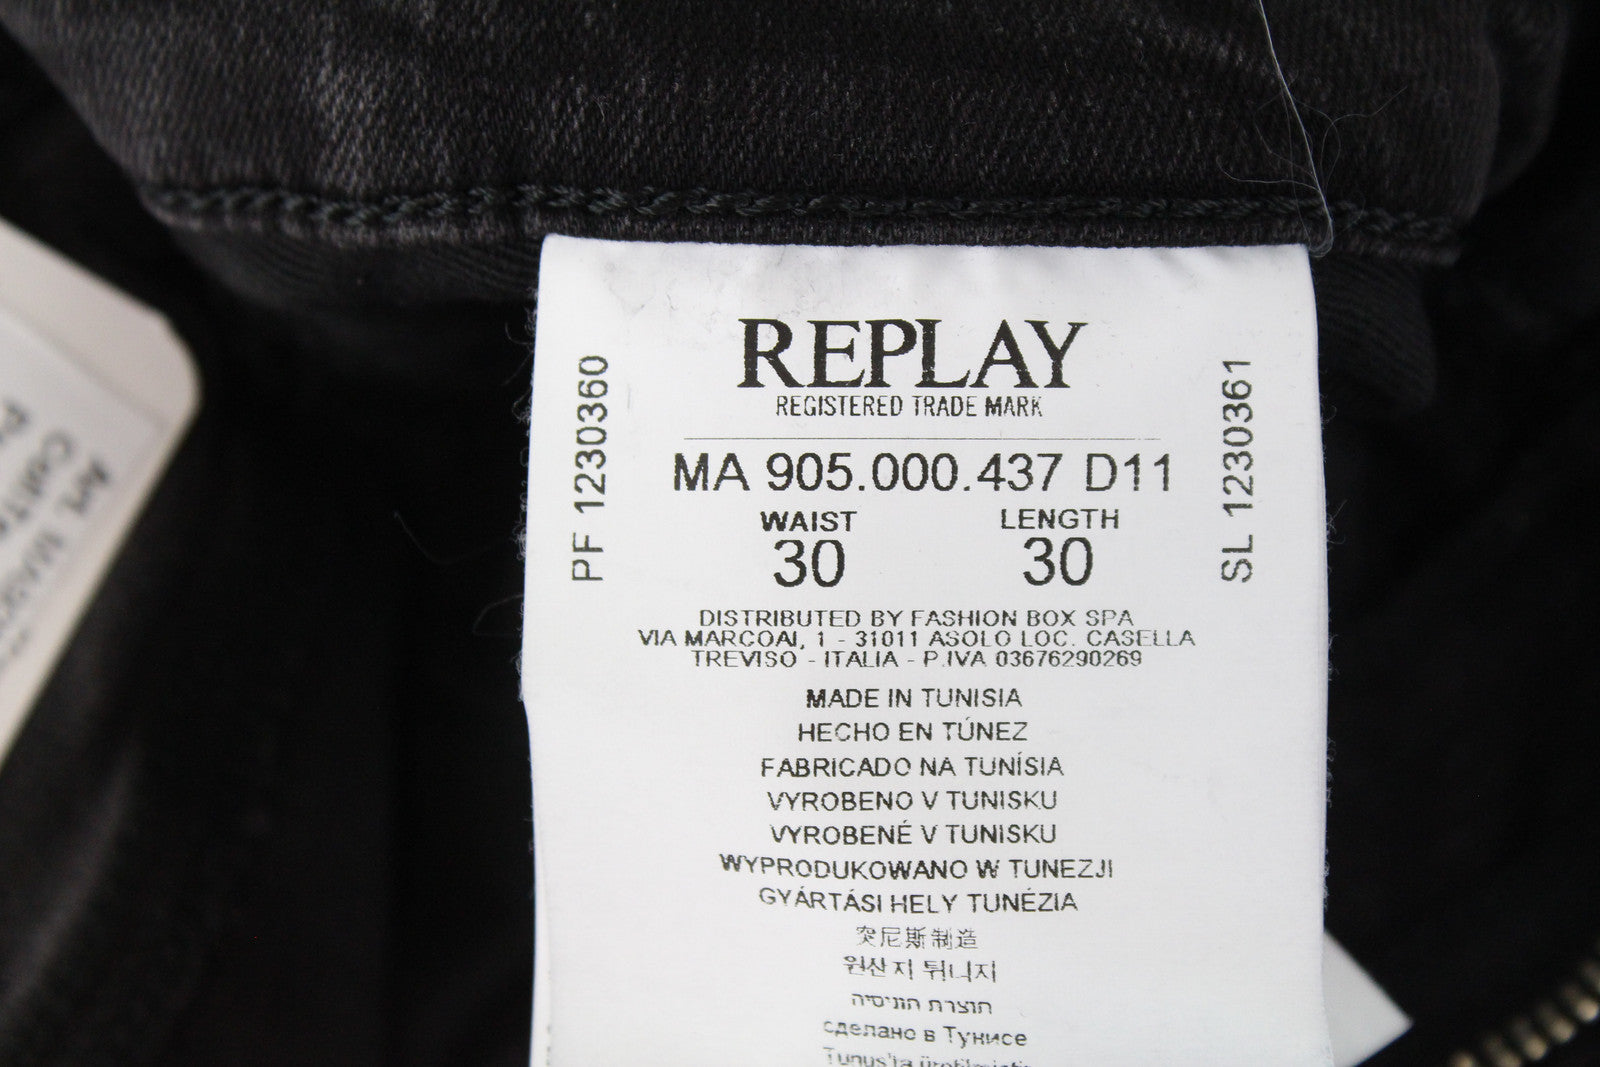 REPLAY
REGISTERED TRADE MARK
PF 1230360
SL 1230361
MA 905.000.437 D11
WAIST LENGTH
30 30
DISTRIBUTED BY FASHION BOX SPA
VIA MARCOAI, 1 - 31011 ASOLO LOC. CASELLA
TREVISO - ITALIA - P.IVA 03676290269
MADE IN TUNISIA
HECHO EN TÚNEZ
FABRICADO NA TUNÍSIA
VYROBENO V TUNISKU
VYROBENÉ V TUNISKU
WYPRODUKOWANO W TUNEZJI
GYÁRTÁSI HELY TUNÉZIA
突尼斯制造
원산지 튀니지
תוצרת תוניסיה
сделано в Тунисе
Tunus'ta
Art.